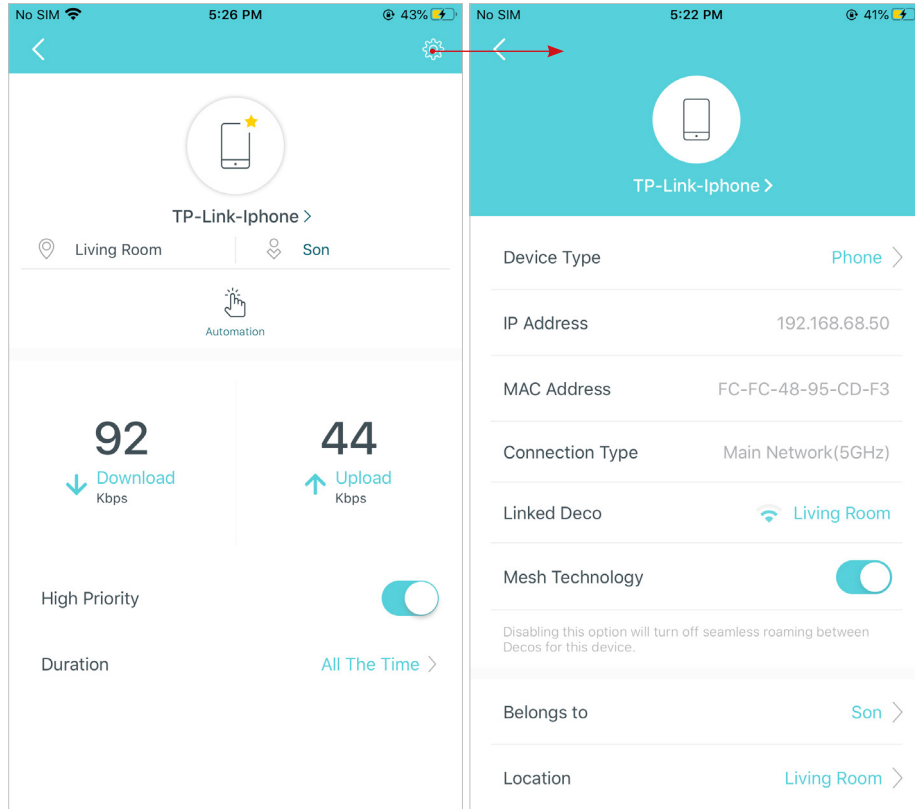 No SIM 5:26 PM 43%
TP-Link-Iphone >
Living Room Son
Automation
92 44
Download Upload
Kbps Kbps
High Priority
Duration All The Time >
No SIM 5:22 PM 41%
TP-Link-Iphone >
Device Type Phone >
IP Address 192.168.68.50
MAC Address FC-FC-48-95-CD-F3
Connection Type Main Network(5GHz)
Linked Deco Living Room
Mesh Technology
Disabling this option will turn off seamless roaming between
Decos for this device.
Belongs to Son >
Location Living Room >